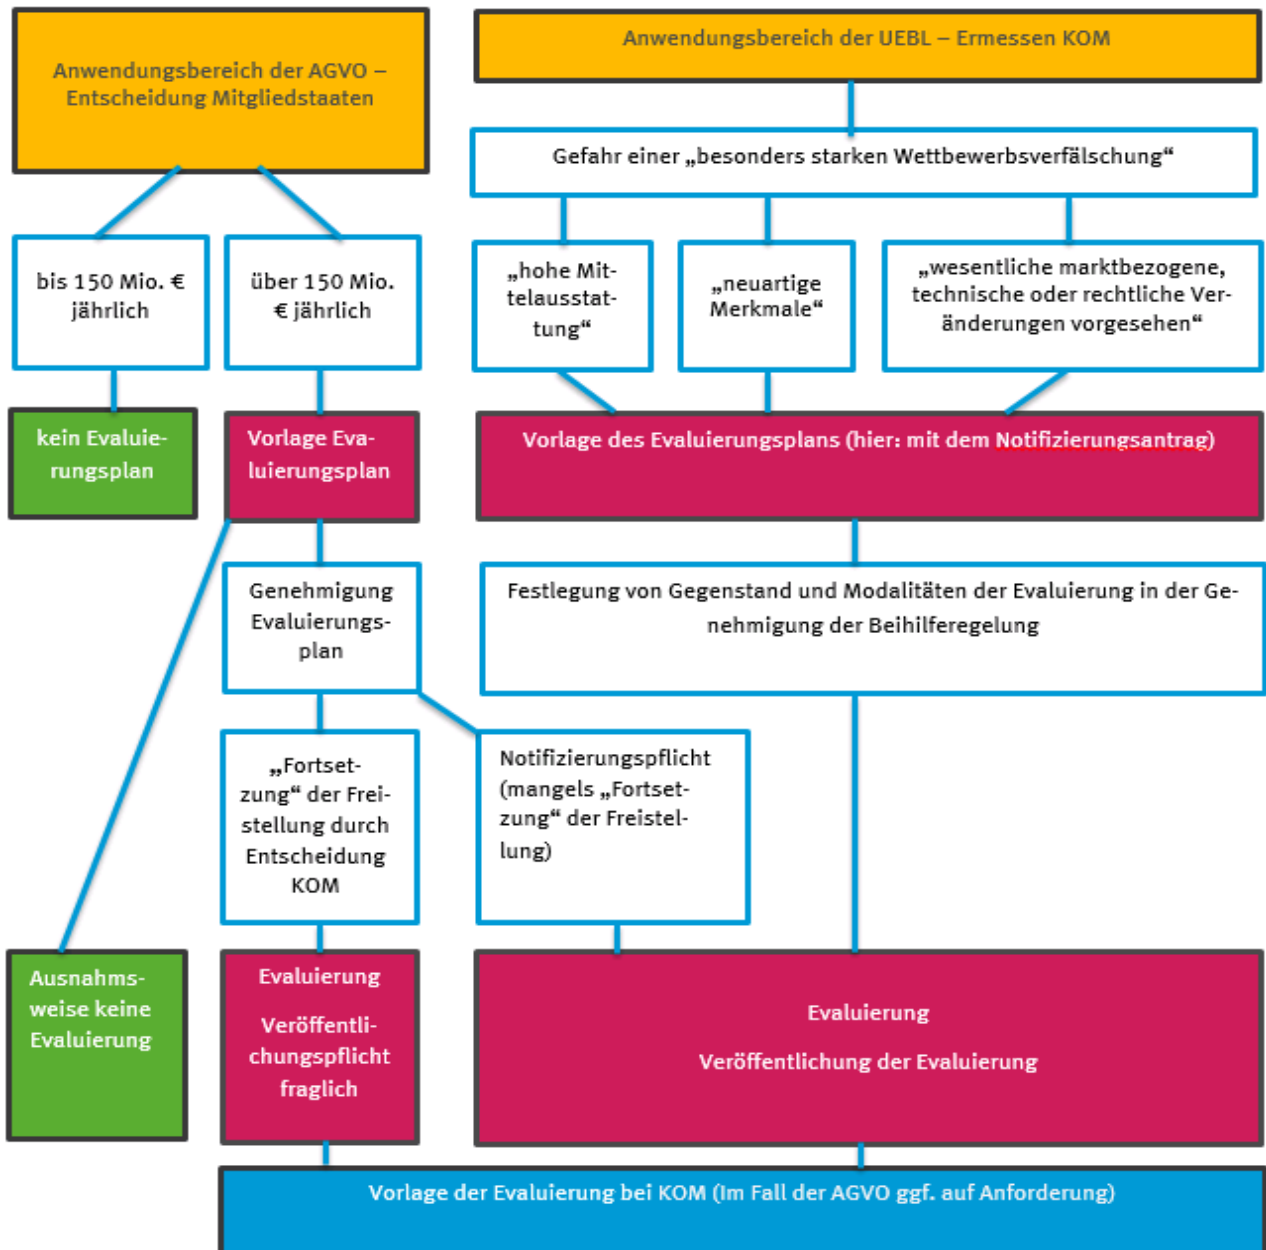 Anwendungsbereich der AGVO –
Entscheidung Mitgliedstaaten
Anwendungsbereich der UEBL – Ermessen KOM
Gefahr einer „besonders starken Wettbewerbsverfälschung“
bis 150 Mio. €
jährlich
über 150 Mio.
€ jährlich
„hohe Mit-
telausstat-
tung“
„neuartige
Merkmale“
„wesentliche marktbezogene,
technische oder rechtliche Ver-
änderungen vorgesehen“
kein Evaluie-
rungsplan
Vorlage Eva-
luierungsplan
Vorlage des Evaluierungsplans (hier: mit dem Notifizierungsantrag)
Genehmigung
Evaluierungs-
plan
Festlegung von Gegenstand und Modalitäten der Evaluierung in der Ge-
nehmigung der Beihilferegelung
„Fortset-
zung“ der Frei-
stellung durch
Entscheidung
KOM
Notifizierungspflicht
(mangels „Fortset-
zung“ der Freistel-
lung)
Ausnahms-
weise keine
Evaluierung
Evaluierung
Veröffentli-
chungspflicht
fraglich
Evaluierung
Veröffentlichung der Evaluierung
Vorlage der Evaluierung bei KOM (Im Fall der AGVO ggf. auf Anforderung)